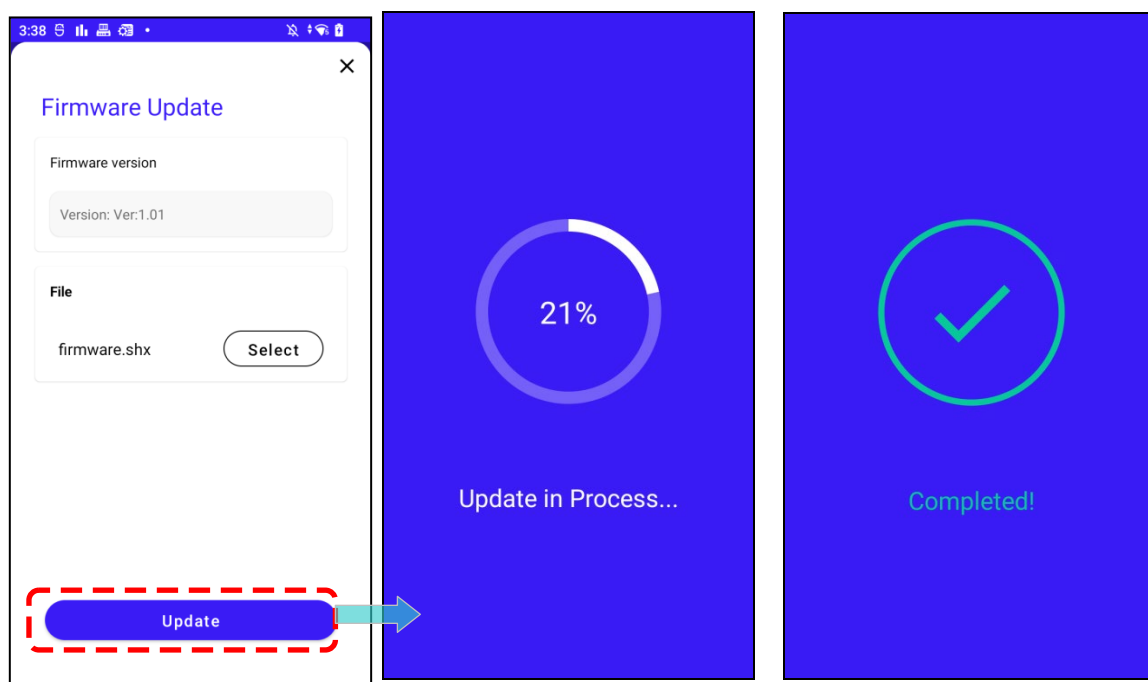 3:38
Firmware Update
Firmware version
Version: Ver:1.01
File
firmware.shx
Select
Update
21%
Update in Process...
Completed!